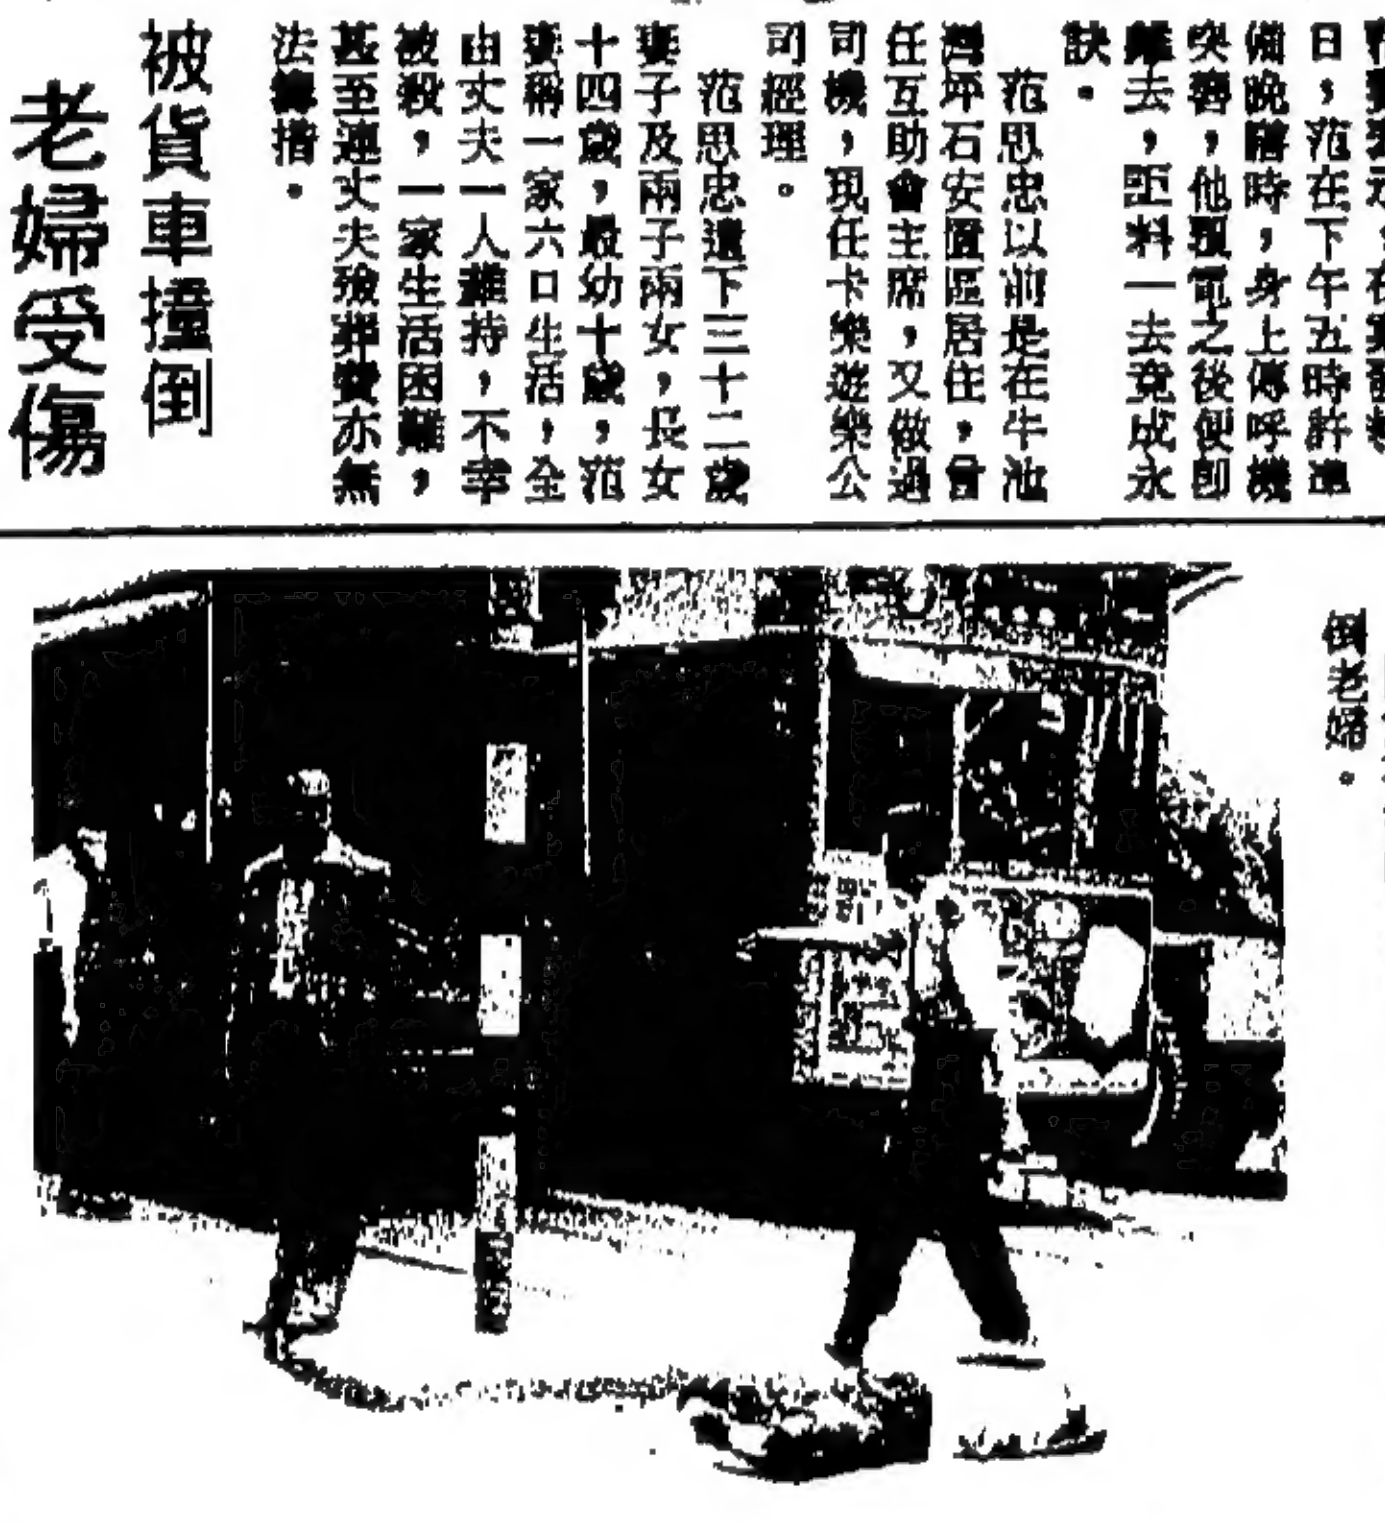 日，范在下午五時許準
備晚膳時，身上傳呼機
突響，他覆電之後便即
離去，詎料一去竟成永
訣。
范思忠以前是在牛池
灣坪石安置區居住，曾
任互助會主席，又做過
司機，現任卡樂遊樂公
司經理。
范思忠遺下三十二歲
妻子及兩子兩女，長女
十四歲，最幼十歲，范
妻稱一家六口生活，全
由丈夫一人維持，不幸
被殺，一家生活困難，
甚至連丈夫殮葬費亦無
法籌措。
被貨車撞倒
老婦受傷
倒老婦。